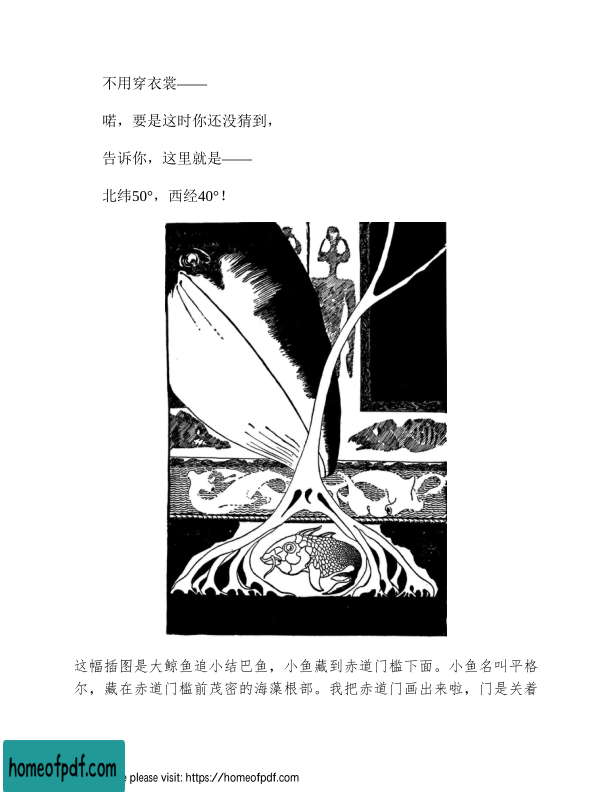 不用穿衣裳——
喏，要是这时你还没猜到，
告诉你，这里就是——
北纬50°，西经40°！
这幅插图是大鲸鱼追小结巴鱼，小鱼藏到赤道门槛下面。小鱼名叫平格
尔，藏在赤道门槛前茂密的海藻根部。我把赤道门画出来啦，门是关着
homeofpdf.com
e please visit: https://homeofpdf.com